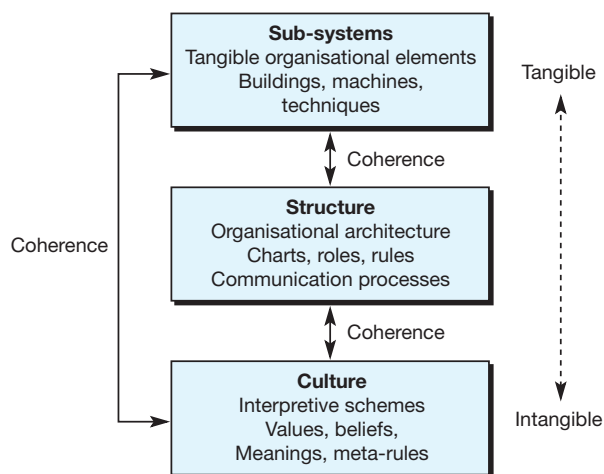 Sub-systems
Tangible organisational elements
Buildings, machines,
techniques
Tangible
Coherence
Structure
Organisational architecture
Charts, roles, rules
Communication processes
Coherence
Coherence
Culture
Interpretive schemes
Values, beliefs,
Meanings, meta-rules
Intangible